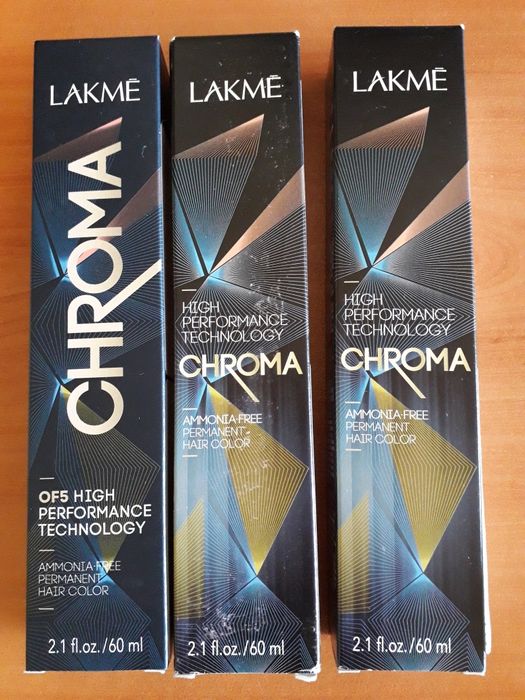 LAKMĒ
CHROMA
OF5 HIGH
PERFORMANCE
TECHNOLOGY
AMMONIA-FREE
PERMANENT
HAIR COLOR
2.1 fl.oz./60 ml
LAKMĒ
HIGH
PERFORMANCE
TECHNOLOGY
CHROMA
AMMONIA-FREE
PERMANENT
HAIR COLOR
2.1 fl.oz./60 ml
LAKMĒ
HIGH
PERFORMANCE
TECHNOLOGY
CHROMA
AMMONIA-FREE
PERMANENT
HAIR COLOR
2.1 fl.oz./60 ml